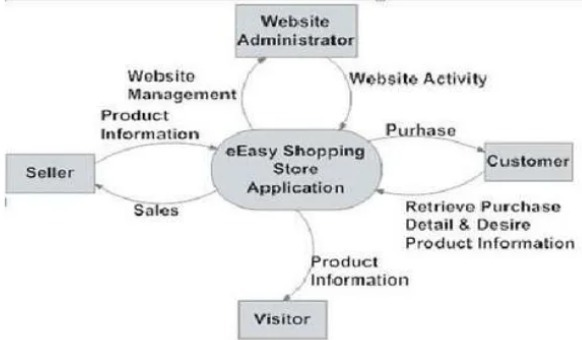 Website
Administrator
Website
Management
Website Activity
Product
Information
eEasy Shopping
Store
Application
Purhase
Customer
Seller
Sales
Retrieve Purchase
Detail & Desire
Product Information
Product
Information
Visitor